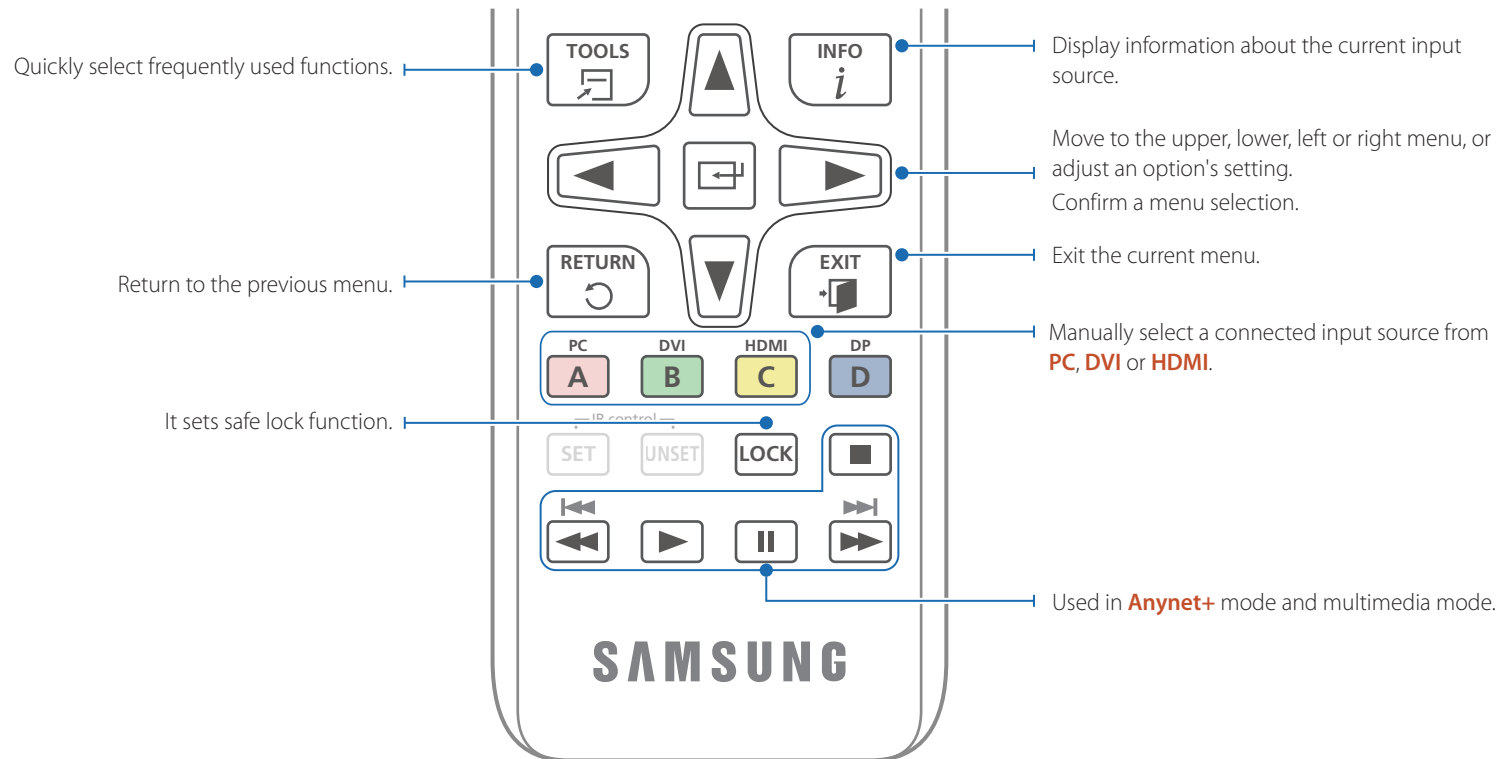 TOOLS
INFO
i
Quickly select frequently used functions.
Display information about the current input
source.
Move to the upper, lower, left or right menu, or
adjust an option's setting.
Confirm a menu selection.
RETURN
EXIT
Return to the previous menu.
Exit the current menu.
Manually select a connected input source from
PC, DVI or HDMI.
PC DVI HDMI DP
A B C D
It sets safe lock function.
IR control
SET UNSET LOCK
Used in Anynet+ mode and multimedia mode.
SAMSUNG